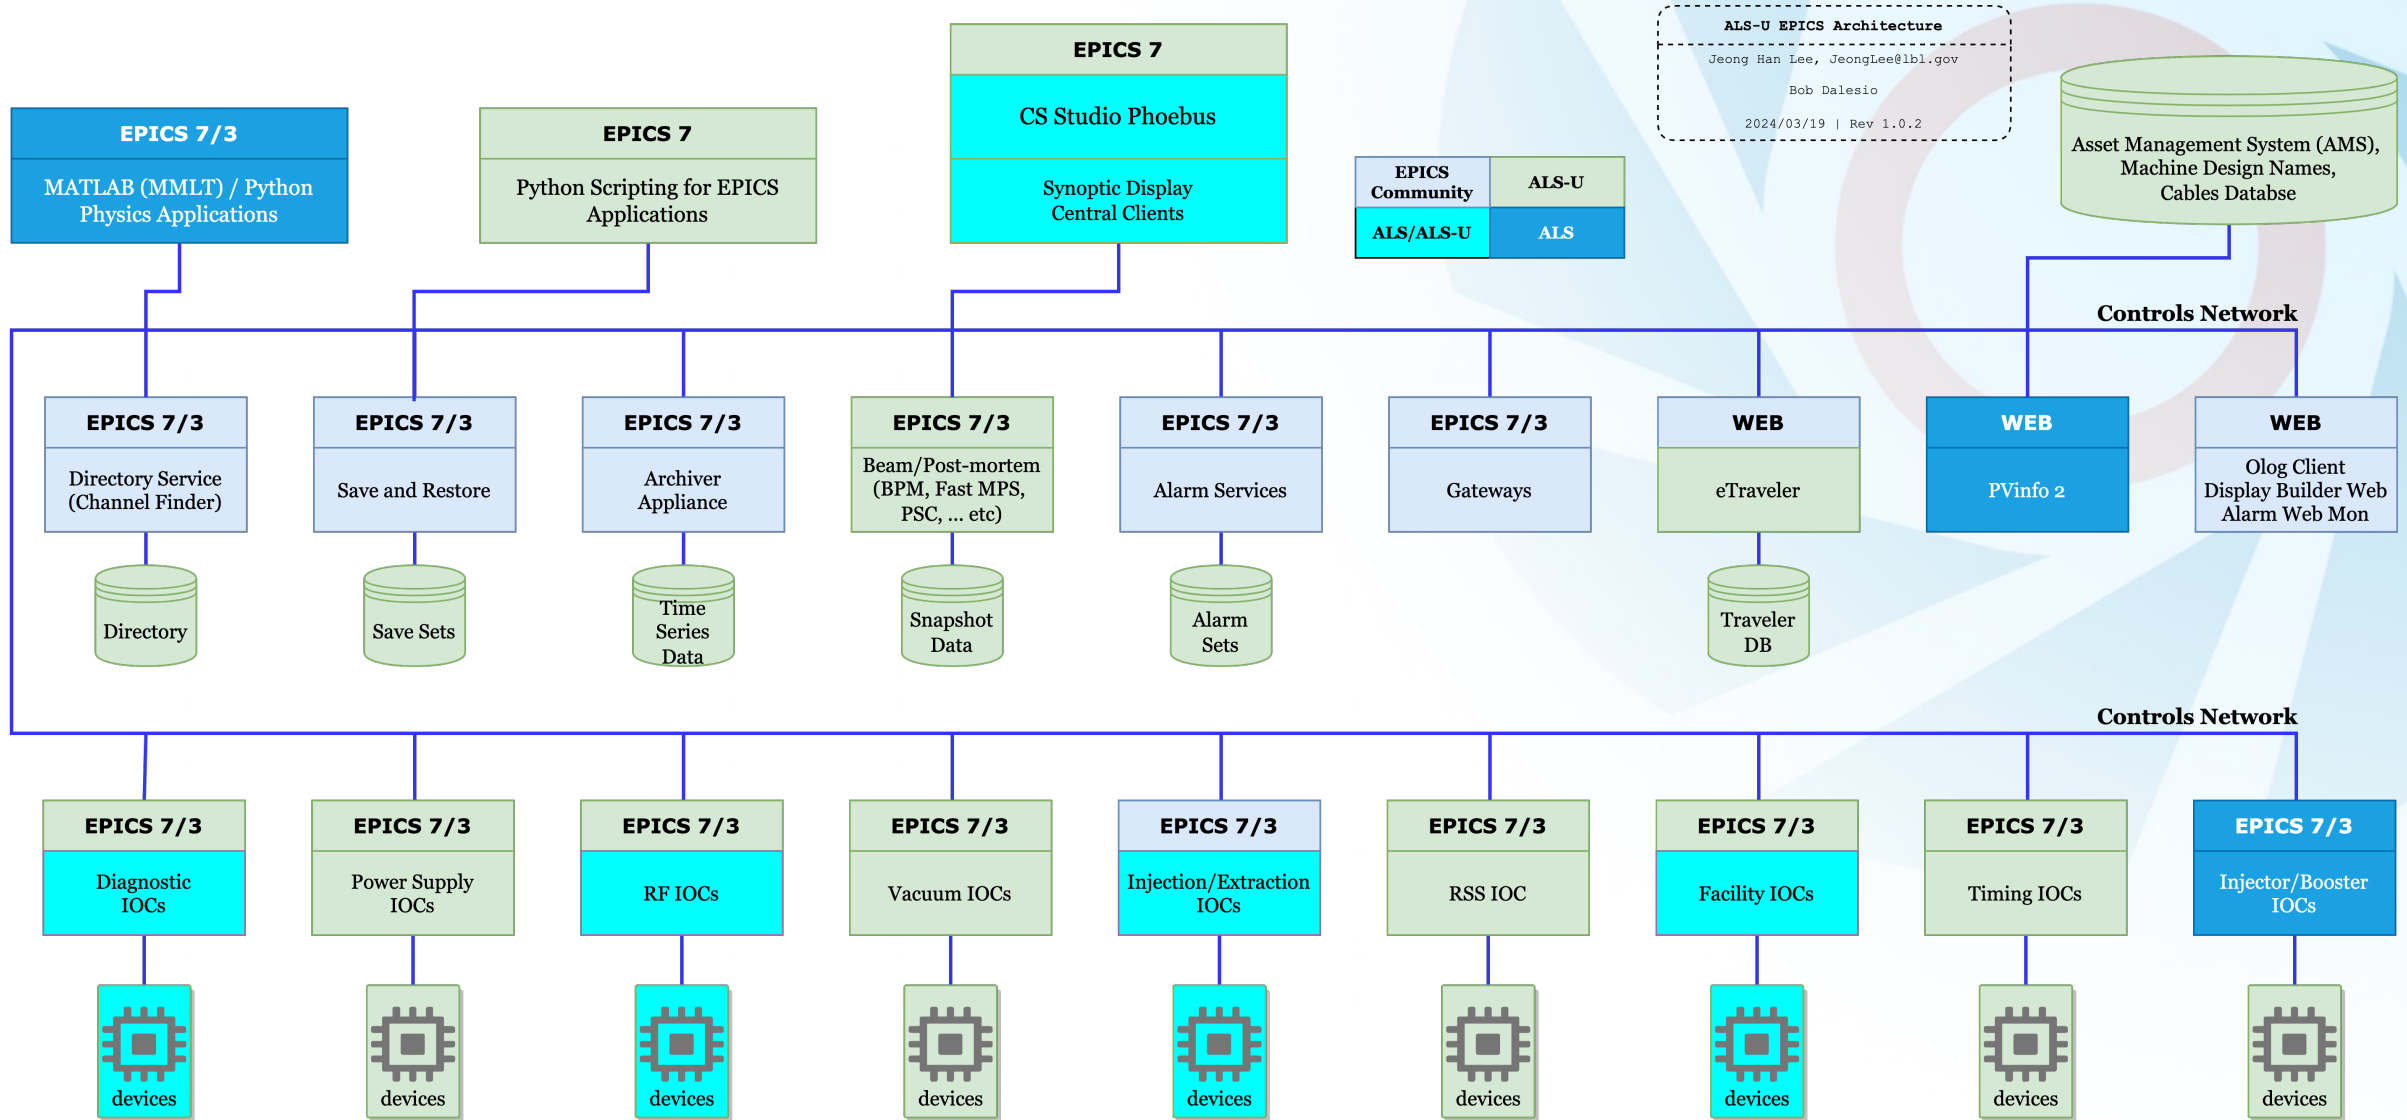 ALS-U EPICS Architecture
Jeong Han Lee, JeongLee@lbl.gov
Bob Dalesio
2024/03/19 | Rev 1.0.2
EPICS 7/3
MATLAB (MMLT) / Python
Physics Applications
EPICS 7
Python Scripting for EPICS
Applications
EPICS 7
CS Studio Phoebus
Synoptic Display
Central Clients
EPICS
Community
ALS-U
ALS/ALS-U
ALS
Asset Management System (AMS),
Machine Design Names,
Cables Databse
Controls Network
EPICS 7/3
Directory Service
(Channel Finder)
EPICS 7/3
Save and Restore
EPICS 7/3
Archiver
Appliance
EPICS 7/3
Beam/Post-mortem
(BPM, Fast MPS,
PSC, ... etc)
EPICS 7/3
Alarm Services
EPICS 7/3
Gateways
WEB
eTraveler
WEB
PVinfo 2
WEB
Olog Client
Display Builder Web
Alarm Web Mon
Directory
Save Sets
Time
Series
Data
Snapshot
Data
Alarm
Sets
Traveler
DB
Controls Network
EPICS 7/3
Diagnostic
IOCs
EPICS 7/3
Power Supply
IOCs
EPICS 7/3
RF IOCs
EPICS 7/3
Vacuum IOCs
EPICS 7/3
Injection/Extraction
IOCs
EPICS 7/3
RSS IOC
EPICS 7/3
Facility IOCs
EPICS 7/3
Timing IOCs
EPICS 7/3
Injector/Booster
IOCs
devices
devices
devices
devices
devices
devices
devices
devices
devices